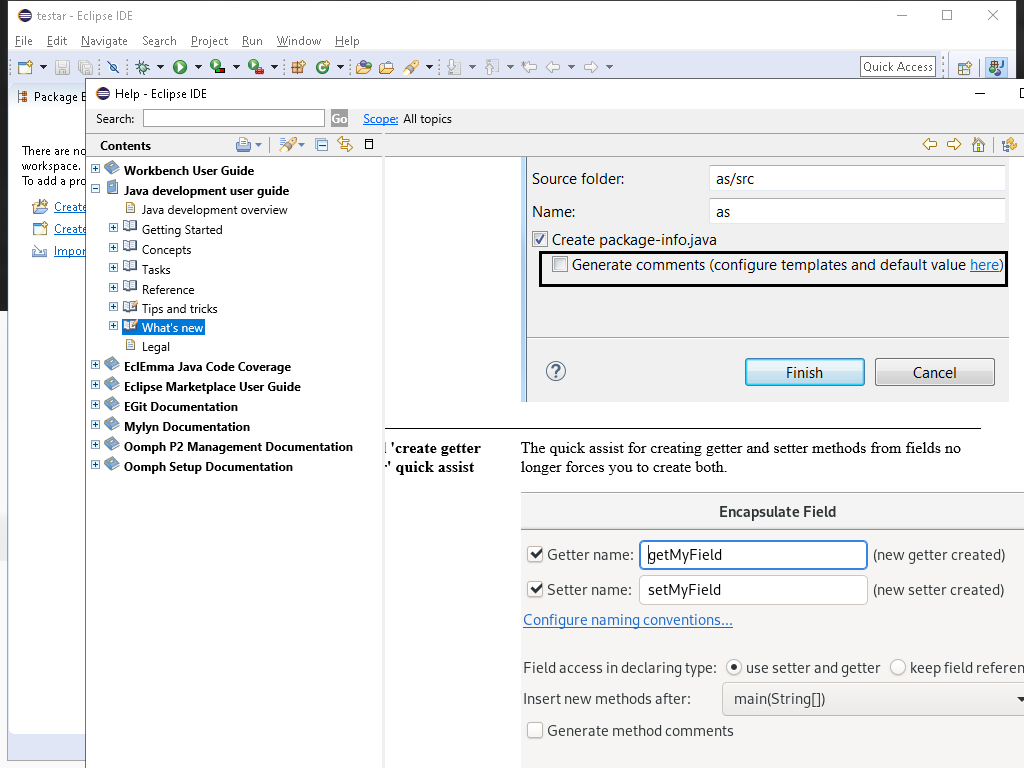 testar - Eclipse IDE
File Edit Navigate Search Project Run Window Help
Quick Access
Package E
There are no
workspace.
To add a pro
Create
Create
Impor
Help - Eclipse IDE
Search: Go Scope: All topics
Contents
Workbench User Guide
Java development user guide
Java development overview
Getting Started
Concepts
Tasks
Reference
Tips and tricks
What's new
Legal
EclEmma Java Code Coverage
Eclipse Marketplace User Guide
EGit Documentation
Mylyn Documentation
Oomph P2 Management Documentation
Oomph Setup Documentation
Source folder: as/src
Name: as
Create package-info.java
Generate comments (configure templates and default value here)
Finish Cancel
'create getter
' quick assist
The quick assist for creating getter and setter methods from fields no
longer forces you to create both.
Encapsulate Field
Getter name: getMyField (new getter created)
Setter name: setMyField (new setter created)
Configure naming conventions...
Field access in declaring type: use setter and getter keep field referen
Insert new methods after: main(String[])
Generate method comments